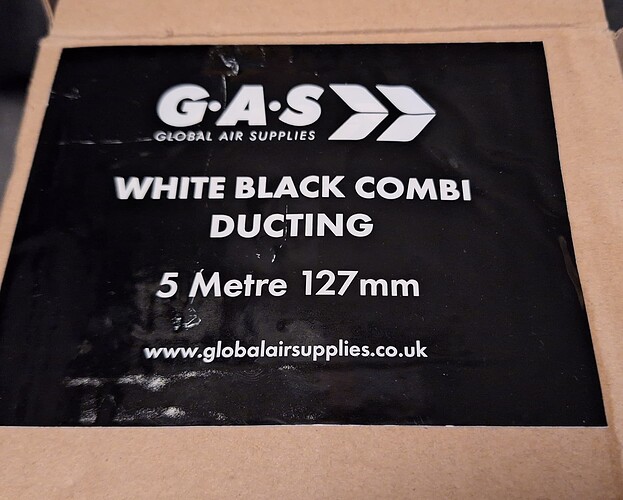 G·A·S
GLOBAL AIR SUPPLIES
WHITE BLACK COMBI
DUCTING
5 Metre 127mm
www.globalairsupplies.co.uk